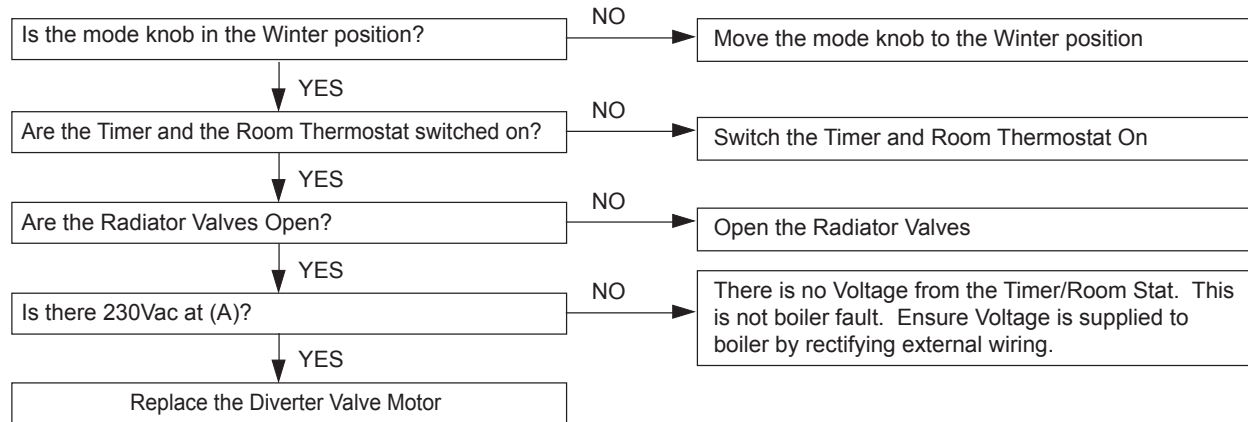 Is the mode knob in the Winter position?
NO
Move the mode knob to the Winter position
YES
Are the Timer and the Room Thermostat switched on?
NO
Switch the Timer and Room Thermostat On
YES
Are the Radiator Valves Open?
NO
Open the Radiator Valves
YES
Is there 230Vac at (A)?
NO
There is no Voltage from the Timer/Room Stat.  This
is not boiler fault.  Ensure Voltage is supplied to
boiler by rectifying external wiring.
YES
Replace the Diverter Valve Motor